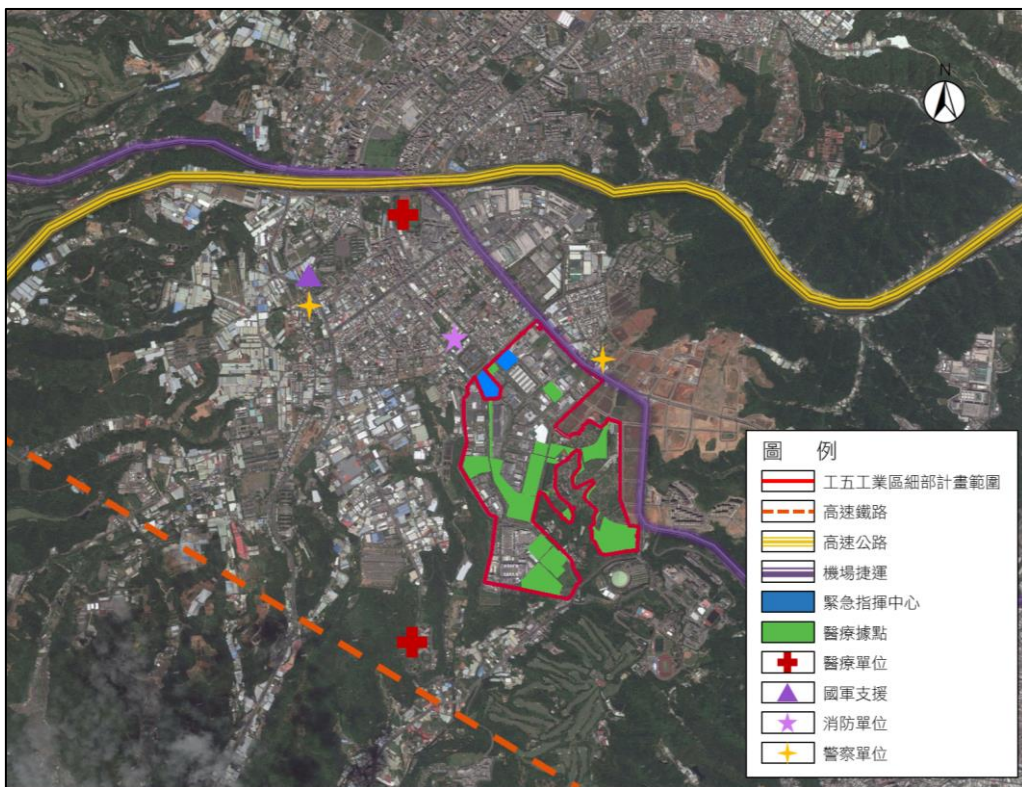 N
圖 例
工五工業區細部計畫範圍
高速鐵路
高速公路
機場捷運
緊急指揮中心
醫療據點
醫療單位
國軍支援
消防單位
警察單位